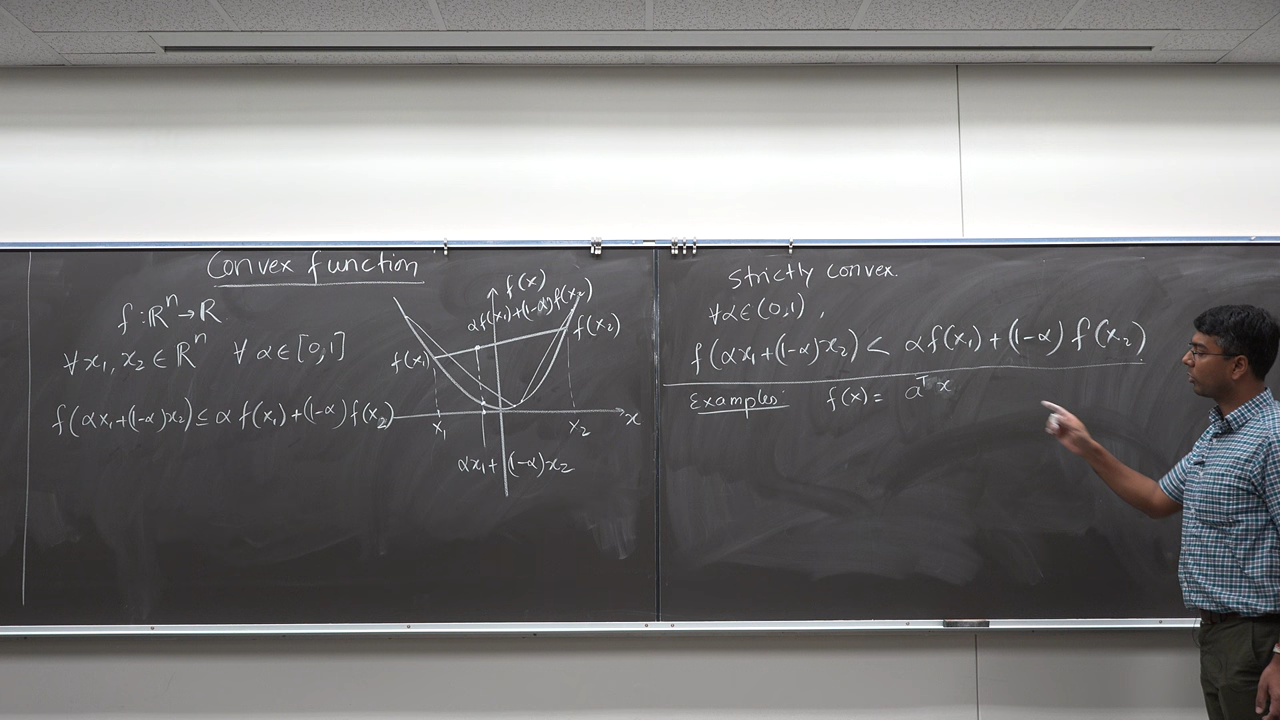 Convex function
f : ℝⁿ → ℝ
∀ x₁, x₂ ∈ ℝⁿ ∀ α ∈ [0,1]
f(αx₁+(1-α)x₂) ≤ α f(x₁)+(1-α)f(x₂)
f(x)
αf(x₁)+(1-α)f(x₂)
f(x₂)
f(x₁)
x₁
x₂
x
αx₁+(1-α)x₂
Strictly convex.
∀α∈(0,1) ,
f(αx₁+(1-α)x₂) < αf(x₁)+(1-α) f(x₂)
Examples: f(x) = aᵀx